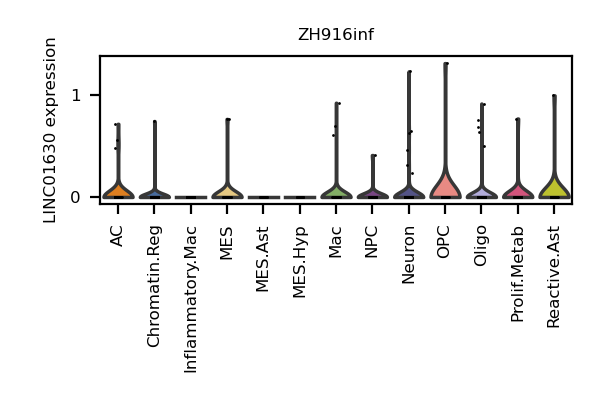 ZH916inf
LINC01630 expression
1
0
AC
Chromatin.Reg
Inflammatory.Mac
MES
MES.Ast
MES.Hyp
Mac
NPC
Neuron
OPC
Oligo
Prolif.Metab
Reactive.Ast